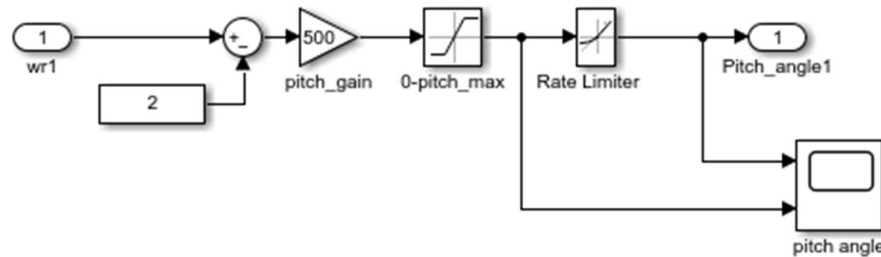 1
wr1
+
−
2
500
pitch_gain
0-pitch_max
Rate Limiter
1
Pitch_angle1
pitch angle